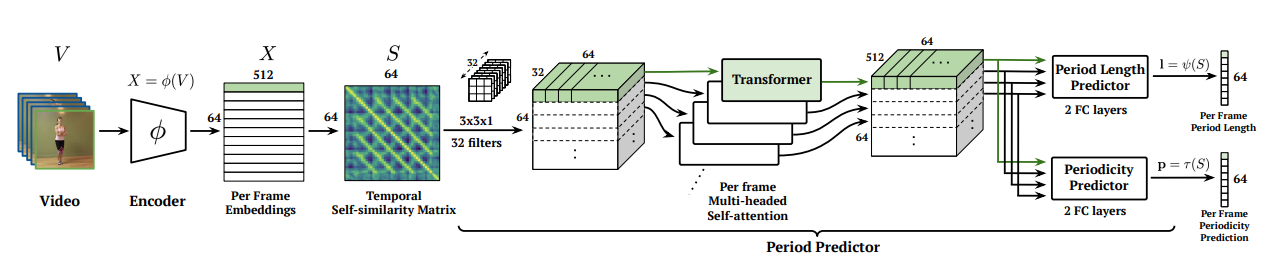 V
X = ϕ(V)
ϕ
64
X
512
64
S
64
32
3x3x1
32 filters
64
32
64
Transformer
512
64
64
Period Length
Predictor
2 FC layers
l = ψ(S)
64
Per Frame
Period Length
Periodicity
Predictor
2 FC layers
p = τ(S)
64
Per Frame
Periodicity
Prediction
Video
Encoder
Per Frame
Embeddings
Temporal
Self-similarity Matrix
Per frame
Multi-headed
Self-attention
Period Predictor